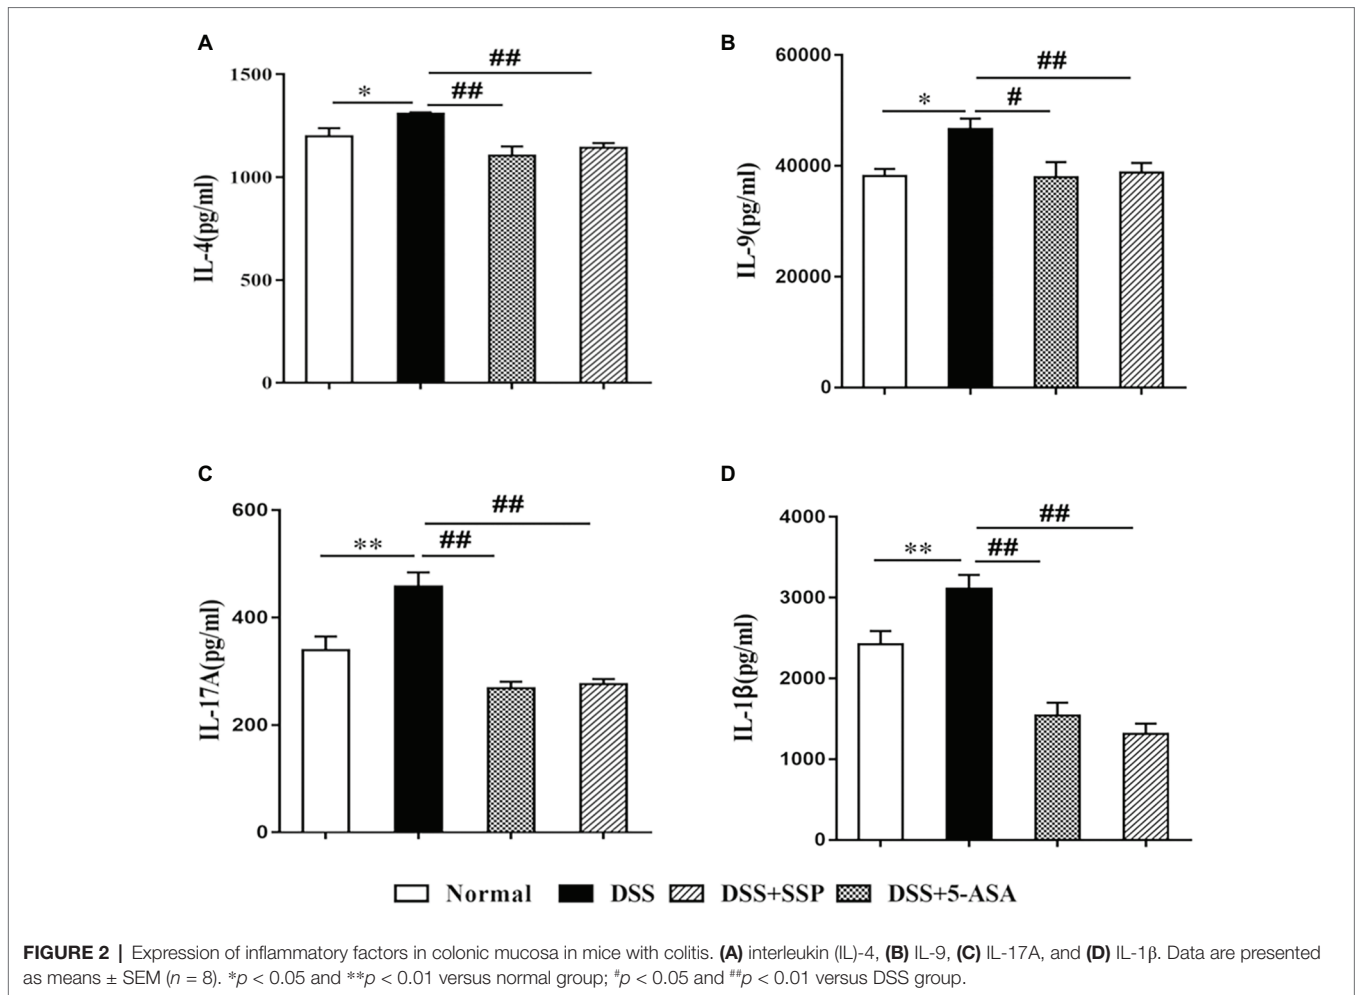 A
##
*
##
1500
1000
500
0
IL-4(pg/ml)
B
##
*
#
60000
40000
20000
0
IL-9(pg/ml)
C
##
**
##
600
400
200
0
IL-17A(pg/ml)
D
##
**
##
4000
3000
2000
1000
0
IL-1β(pg/ml)
Normal DSS DSS+SSP DSS+5-ASA
FIGURE 2 | Expression of inflammatory factors in colonic mucosa in mice with colitis. (A) interleukin (IL)-4, (B) IL-9, (C) IL-17A, and (D) IL-1β. Data are presented
as means ± SEM (n = 8). *p < 0.05 and **p < 0.01 versus normal group; #p < 0.05 and ##p < 0.01 versus DSS group.